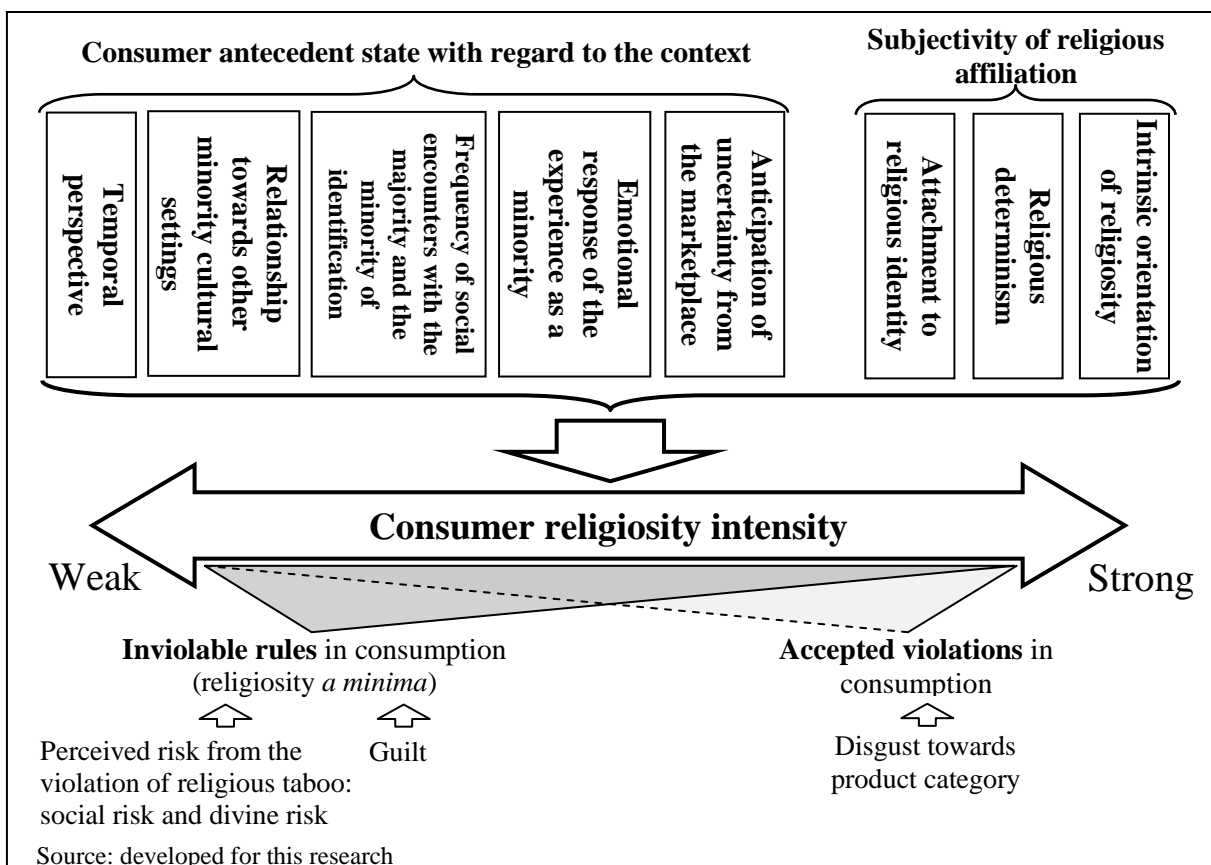 Consumer antecedent state with regard to the context
Subjectivity of religious
affiliation
Temporal
perspective
Relationship
towards other
minority cultural
settings
Frequency of social
encounters with the
majority and the
minority of
identification
Emotional
response of the
experience as a
minority
Anticipation of
uncertainty from
the marketplace
Attachment to
religious identity
Religious
determinism
Intrinsic orientation
of religiosity
Consumer religiosity intensity
Weak
Strong
Inviolable rules in consumption
(religiosity a minima)
Accepted violations in
consumption
Perceived risk from the
violation of religious taboo:
social risk and divine risk
Guilt
Disgust towards
product category
Source: developed for this research